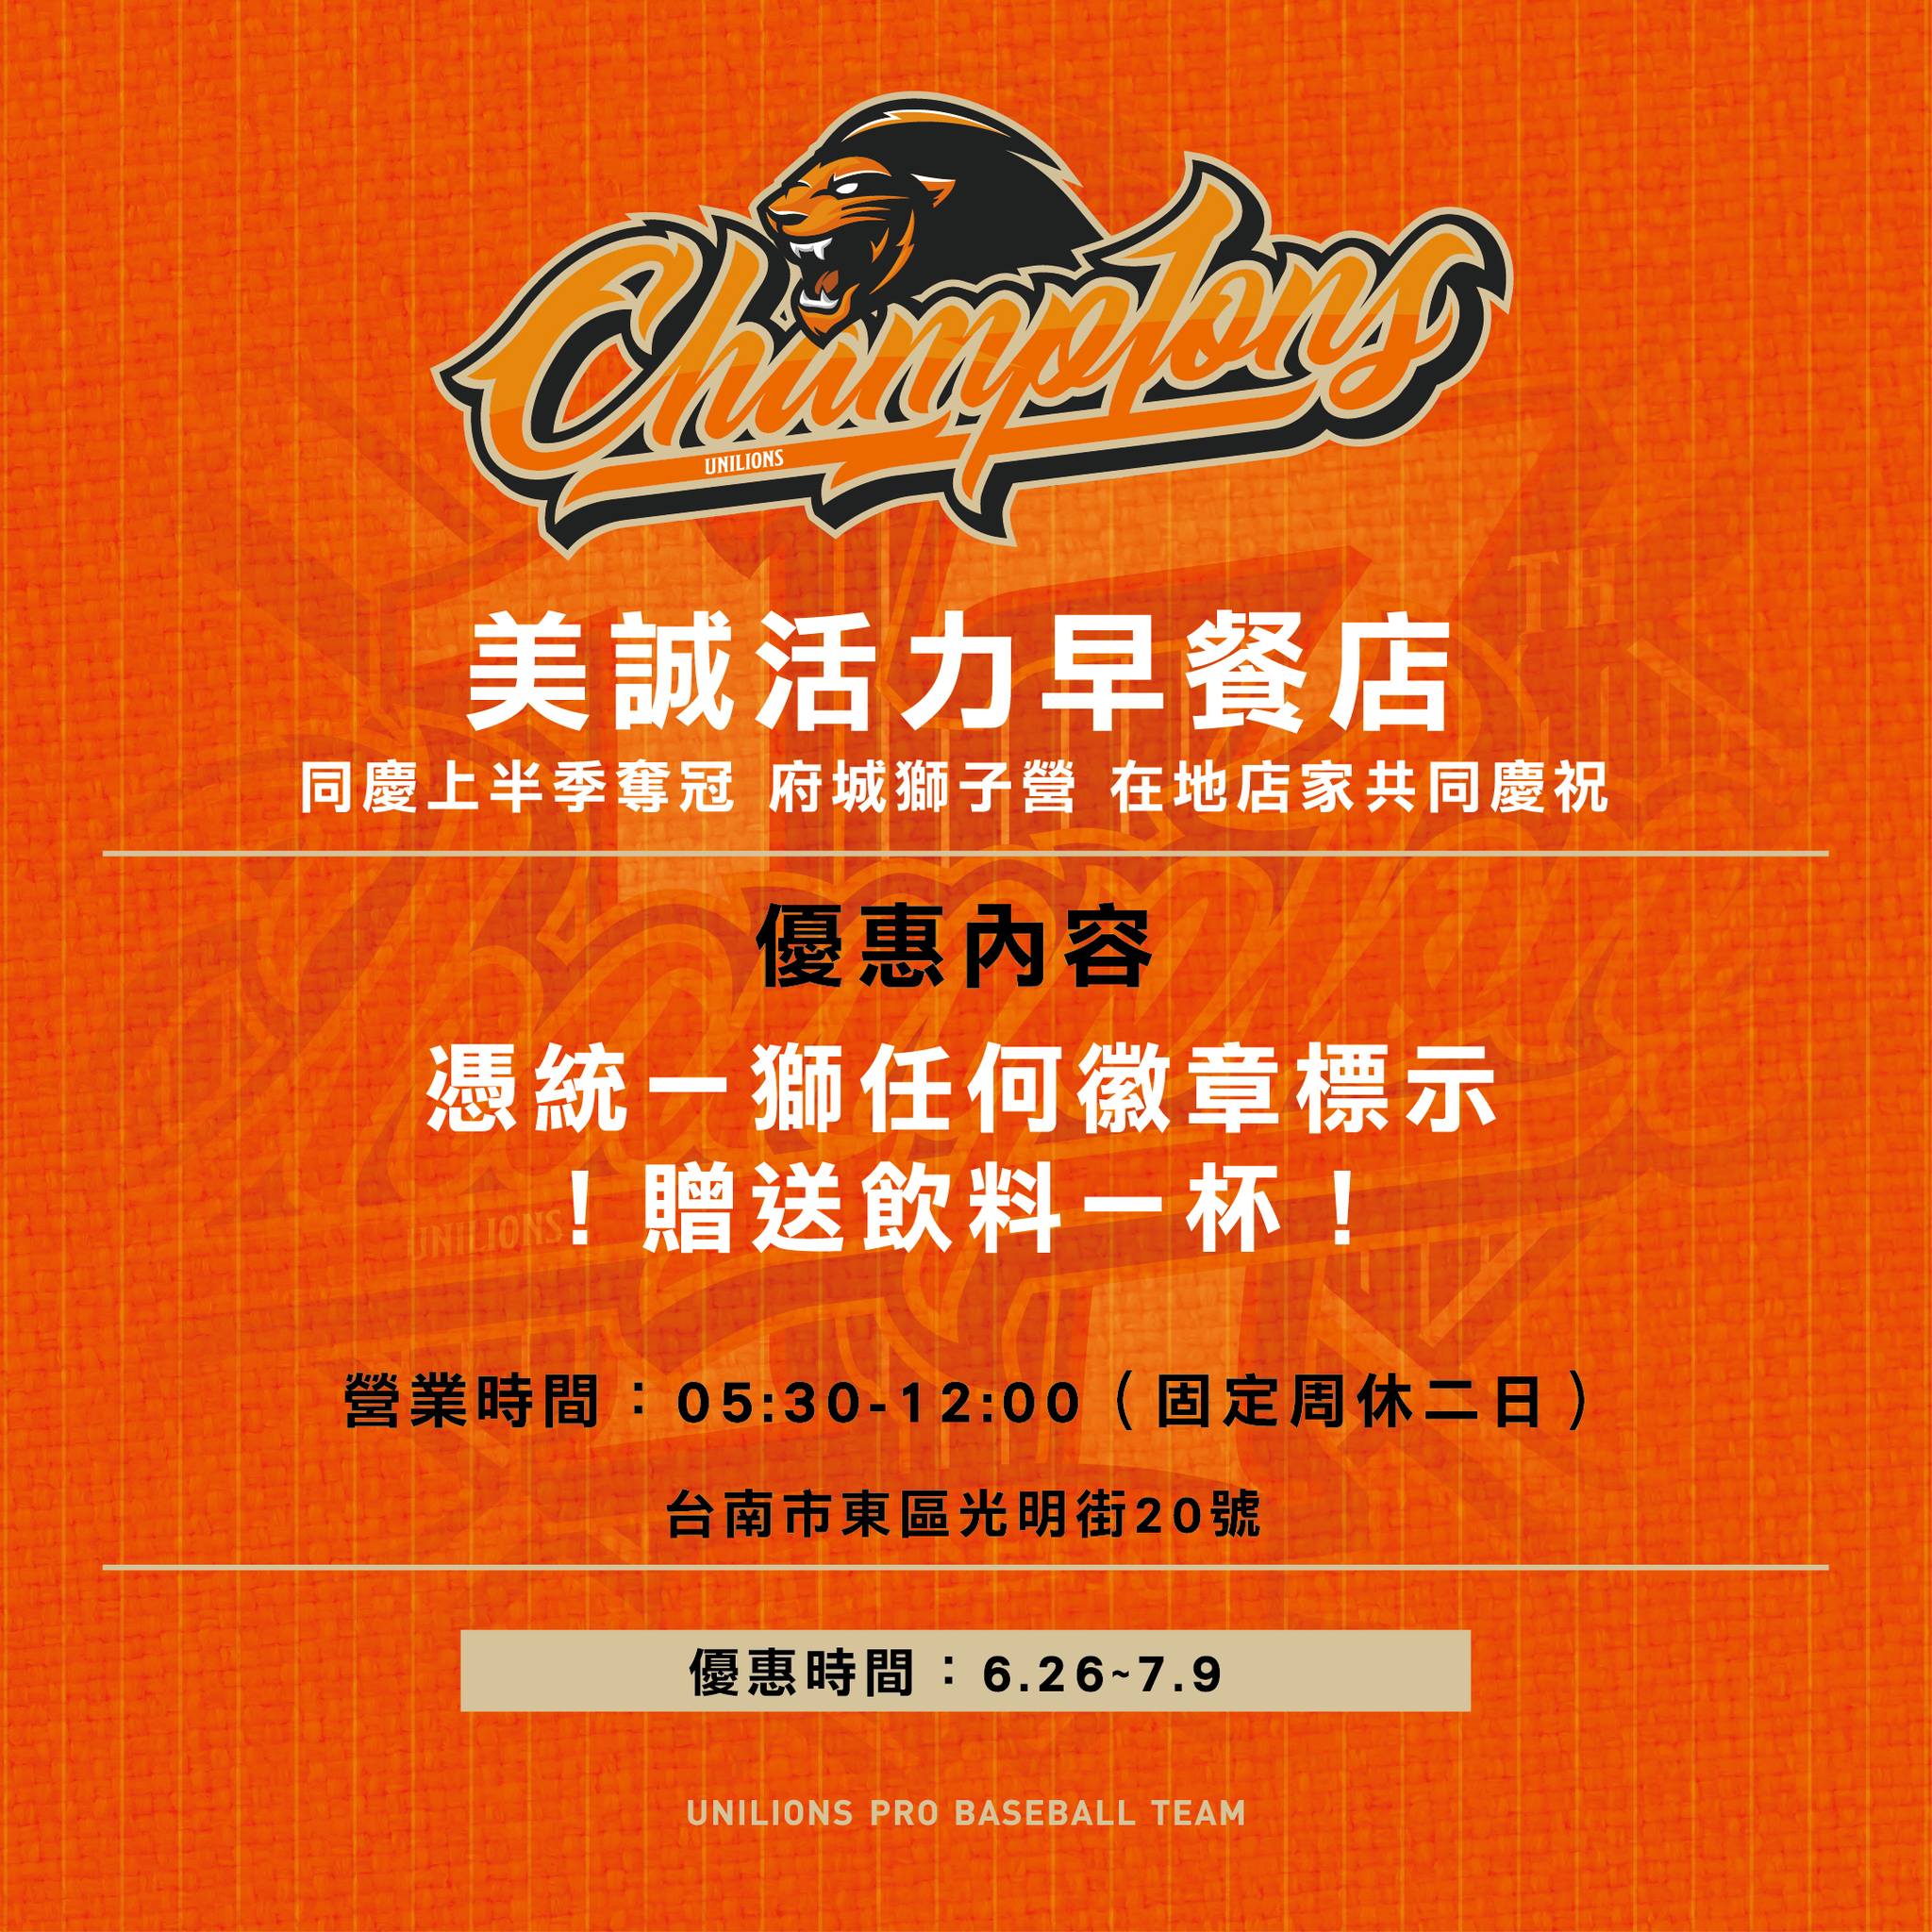 Champ1ons
UNILIONS
17
TH
美誠活力早餐店
同慶上半季奪冠 府城獅子營 在地店家共同慶祝
優惠內容
憑統一獅任何徽章標示
！贈送飲料一杯！
UNILIONS
營業時間：05:30-12:00（固定周休二日）
台南市東區光明街20號
優惠時間：6.26~7.9
UNILIONS PRO BASEBALL TEAM